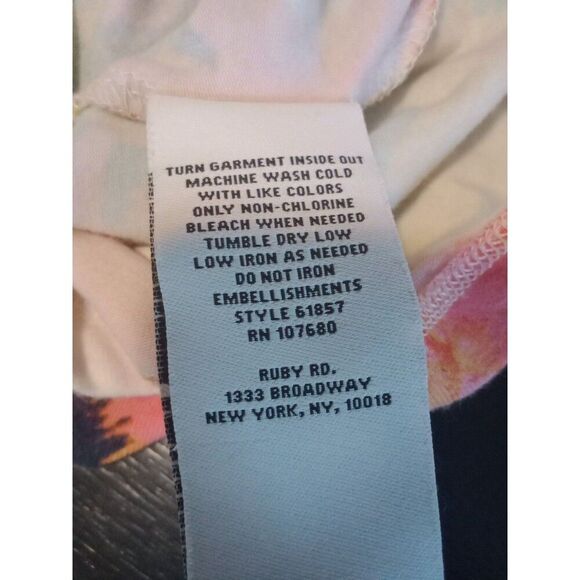 TURN GARMENT INSIDE OUT
MACHINE WASH COLD
WITH LIKE COLORS
ONLY NON-CHLORINE
BLEACH WHEN NEEDED
TUMBLE DRY LOW
LOW IRON AS NEEDED
DO NOT IRON
EMBELLISHMENTS
STYLE 61857
RN 107680
RUBY RD.
1333 BROADWAY
NEW YORK, NY, 10018